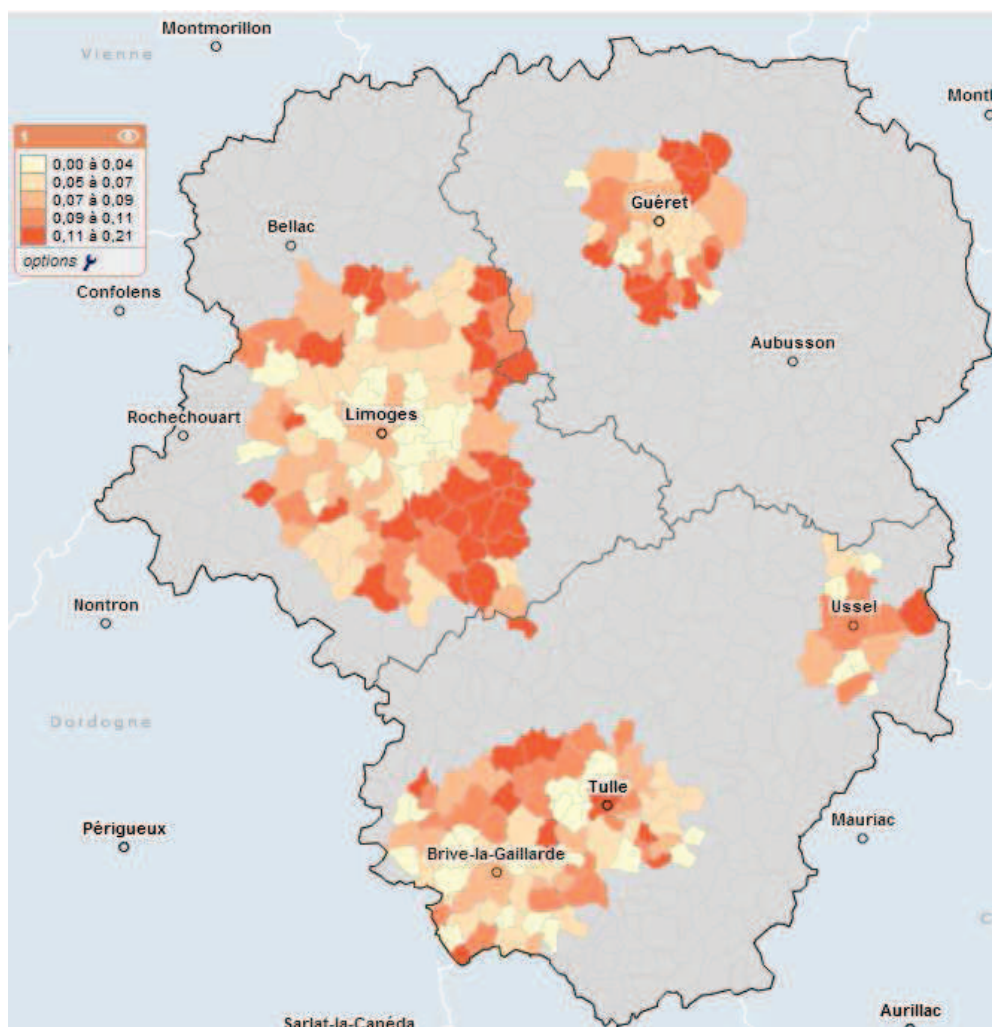 Montmorillon
Vienne
1
0,00 à 0,04
0,05 à 0,07
0,07 à 0,09
0,09 à 0,11
0,11 à 0,21
options
Guéret
Bellac
Confolens
Aubusson
Rochechouart
Limoges
Nontron
Ussel
Dordogne
Tulle
Périgueux
Mauriac
Brive-la-Gaillarde
Aurillac
Sarlat-la-Canéda